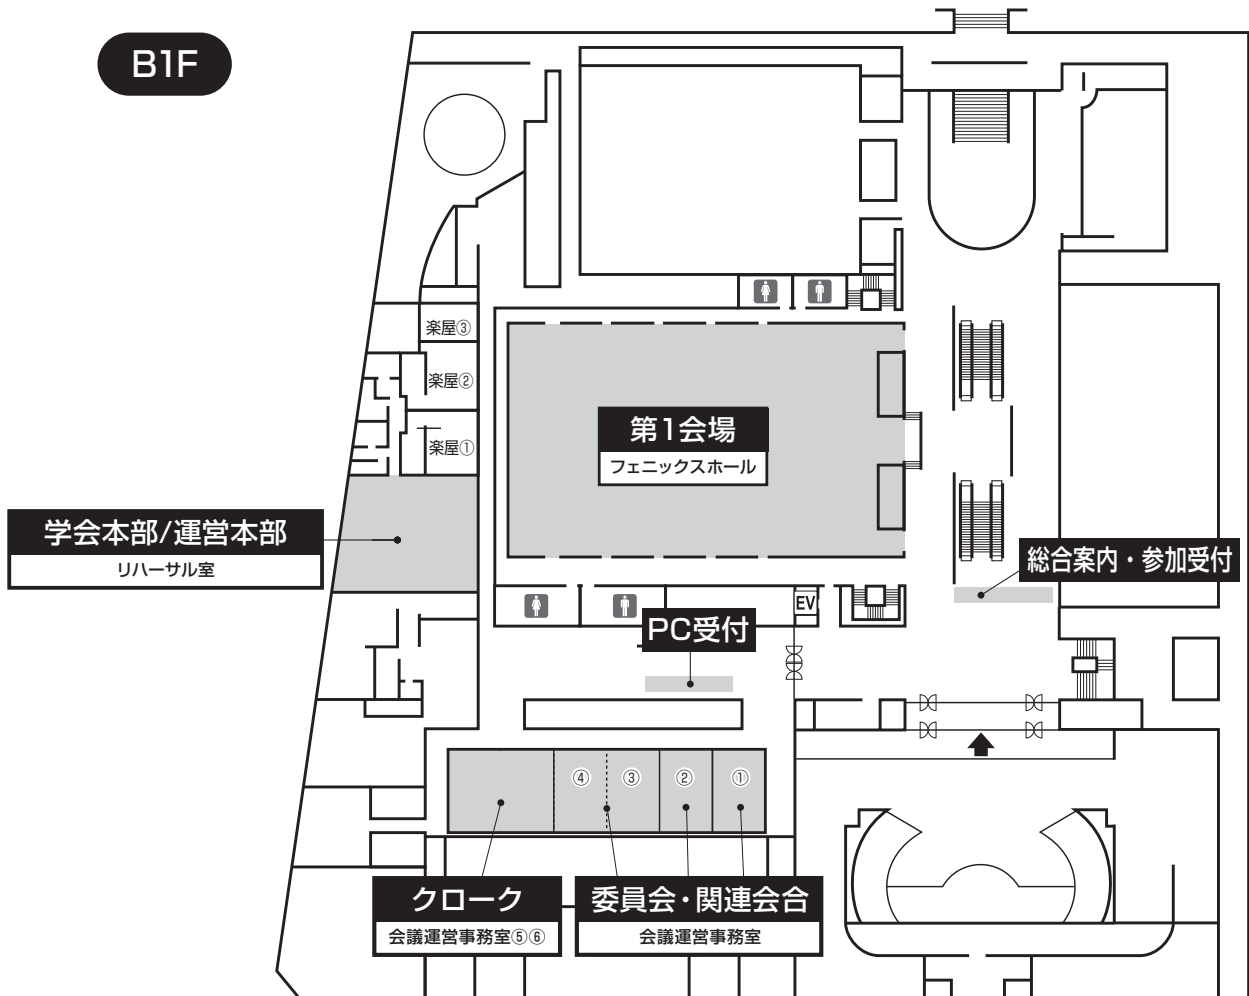 B1F
楽屋③
楽屋②
楽屋①
第1会場
フェニックスホール
学会本部/運営本部
リハーサル室
総合案内・参加受付
EV
PC受付
④
③
②
①
クローク
会議運営事務室⑤⑥
委員会・関連会合
会議運営事務室